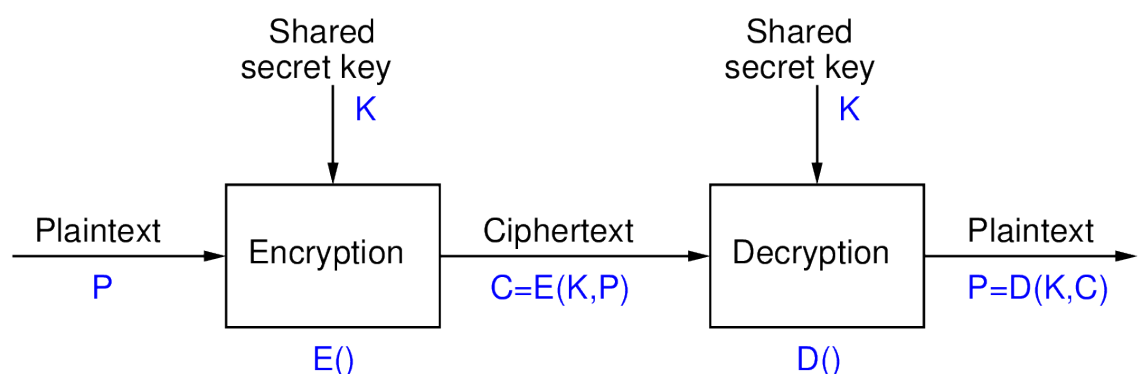 Shared
secret key
K
Shared
secret key
K
Plaintext
P
Encryption
E()
Ciphertext
C=E(K,P)
Decryption
D()
Plaintext
P=D(K,C)